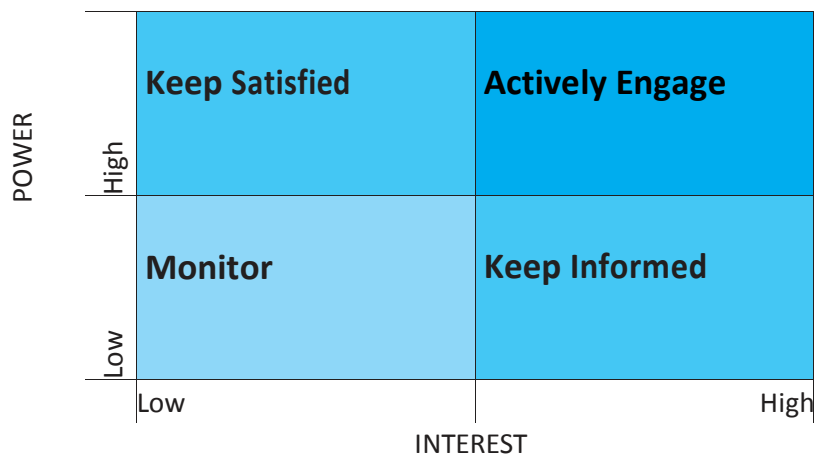 Keep Satisfied
Actively Engage
POWER
High
Monitor
Keep Informed
Low
Low
High
INTEREST